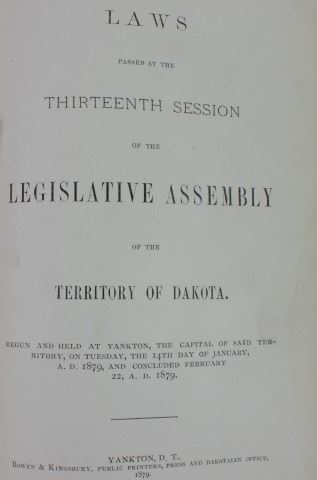 LAWS
PASSED AT THE
THIRTEENTH SESSION
OF THE
LEGISLATIVE ASSEMBLY
OF THE
TERRITORY OF DAKOTA.
BEGUN AND HELD AT YANKTON, THE CAPITAL OF SAID TER-
RITORY, ON TUESDAY, THE 14TH DAY OF JANUARY,
A. D. 1879, AND CONCLUDED FEBRUARY
22, A. D. 1879.
YANKTON, D. T.,
BOWEN & KINGSBURY, PUBLIC PRINTERS, PRESS AND DAKOTAIAN OFFICE,
1879.